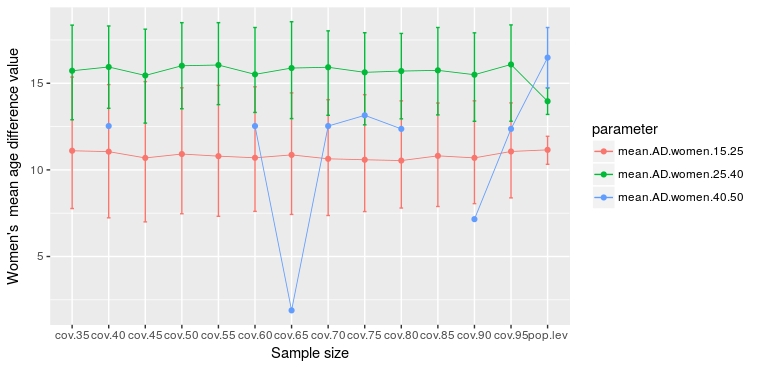 Women's mean age difference value
15
10
5
cov.35 cov.40 cov.45 cov.50 cov.55 cov.60 cov.65 cov.70 cov.75 cov.80 cov.85 cov.90 cov.95 pop.lev
Sample size
parameter
mean.AD.women.15.25
mean.AD.women.25.40
mean.AD.women.40.50